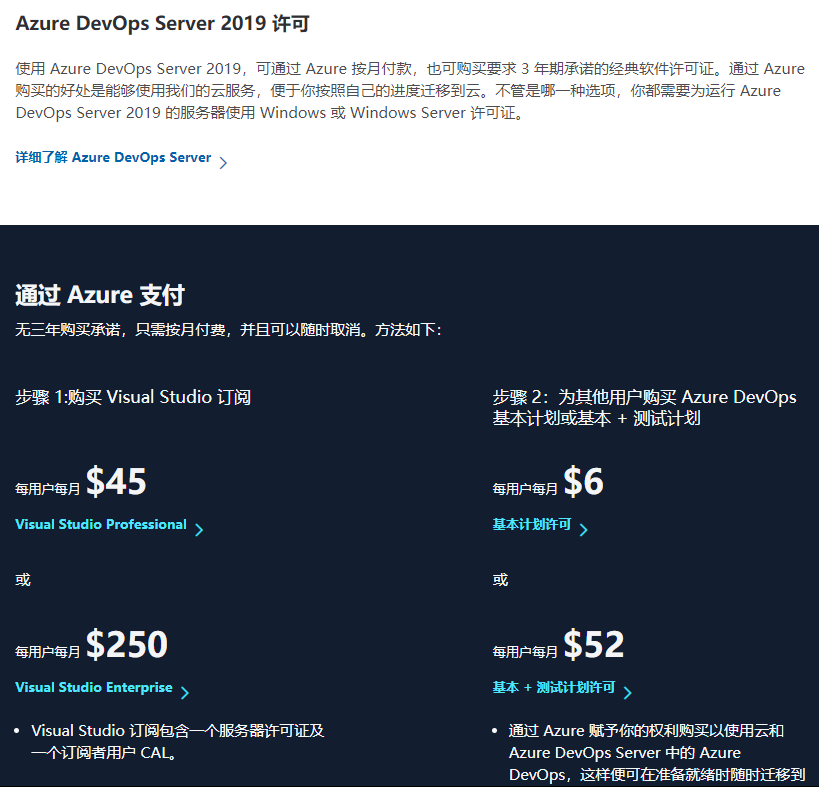 Azure DevOps Server 2019 许可
使用 Azure DevOps Server 2019，可通过 Azure 按月付款，也可购买要求 3 年期承诺的经典软件许可证。通过 Azure
购买的好处是能够使用我们的云服务，便于你按照自己的进度迁移到云。不管是哪一种选项，你都需要为运行 Azure
DevOps Server 2019 的服务器使用 Windows 或 Windows Server 许可证。
详细了解 Azure DevOps Server
通过 Azure 支付
无三年购买承诺，只需按月付费，并且可以随时取消。方法如下：
步骤 1:购买 Visual Studio 订阅
每用户每月 $45
Visual Studio Professional
或
每用户每月 $250
Visual Studio Enterprise
• Visual Studio 订阅包含一个服务器许可证及
一个订阅者用户 CAL。
步骤 2：为其他用户购买 Azure DevOps
基本计划或基本 + 测试计划
每用户每月 $6
基本计划许可
或
每用户每月 $52
基本 + 测试计划许可
• 通过 Azure 赋予你的权利购买以使用云和
Azure DevOps Server 中的 Azure
DevOps，这样便可在准备就绪时随时迁移到